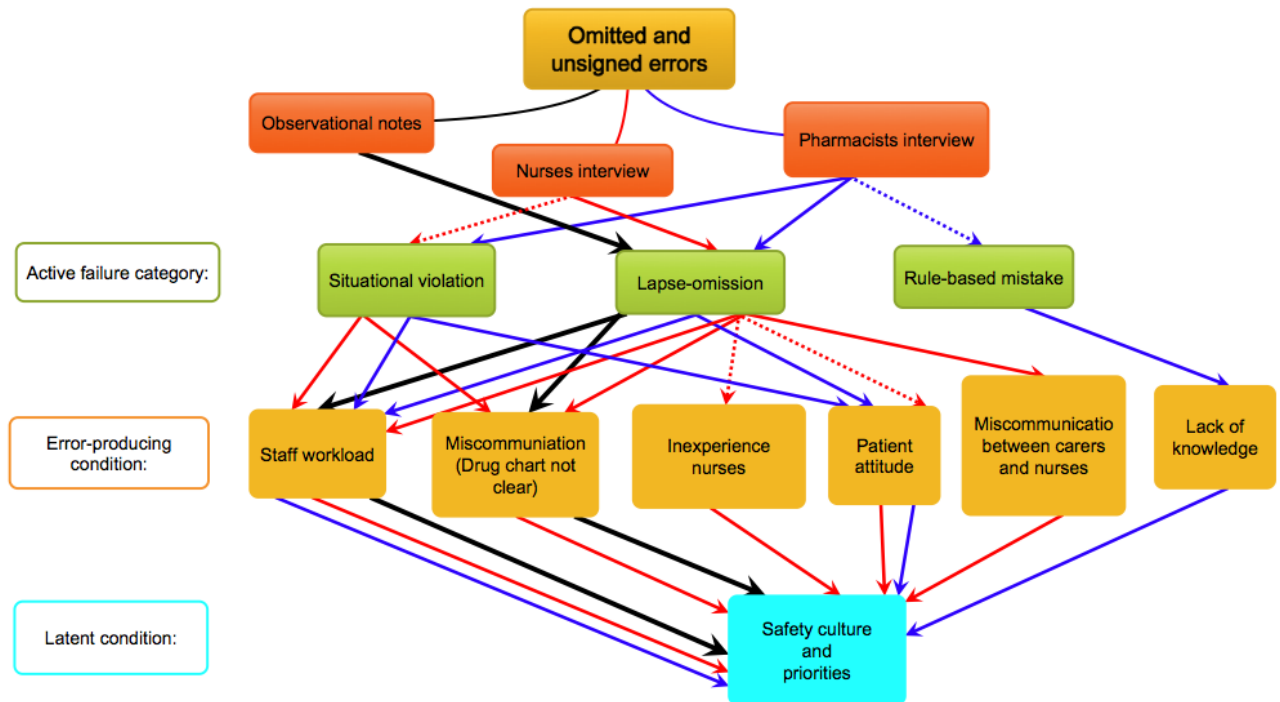 Omitted and
unsigned errors
Observational notes
Pharmacists interview
Nurses interview
Active failure category:
Situational violation
Lapse-omission
Rule-based mistake
Error-producing
condition:
Staff workload
Miscommuniation
(Drug chart not
clear)
Inexperience
nurses
Patient
attitude
Miscommunicatio
between carers
and nurses
Lack of
knowledge
Latent condition:
Safety culture
and
priorities